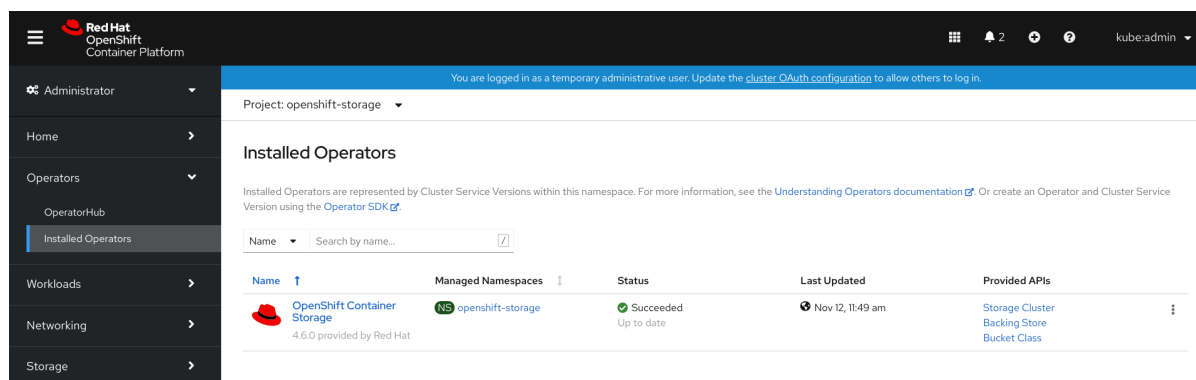 Red Hat
OpenShift
Container Platform
2
kube:admin
You are logged in as a temporary administrative user. Update the cluster OAuth configuration to allow others to log in.
Administrator
Project: openshift-storage
Home
Installed Operators
Operators
Installed Operators are represented by Cluster Service Versions within this namespace. For more information, see the Understanding Operators documentation. Or create an Operator and Cluster Service
Version using the Operator SDK.
OperatorHub
Installed Operators
Name Search by name... /
Workloads
Name Managed Namespaces Status Last Updated Provided APIs
OpenShift Container
Storage
4.6.0 provided by Red Hat
NS openshift-storage
Succeeded
Up to date
Nov 12, 11:49 am
Storage Cluster
Backing Store
Bucket Class
Networking
Storage